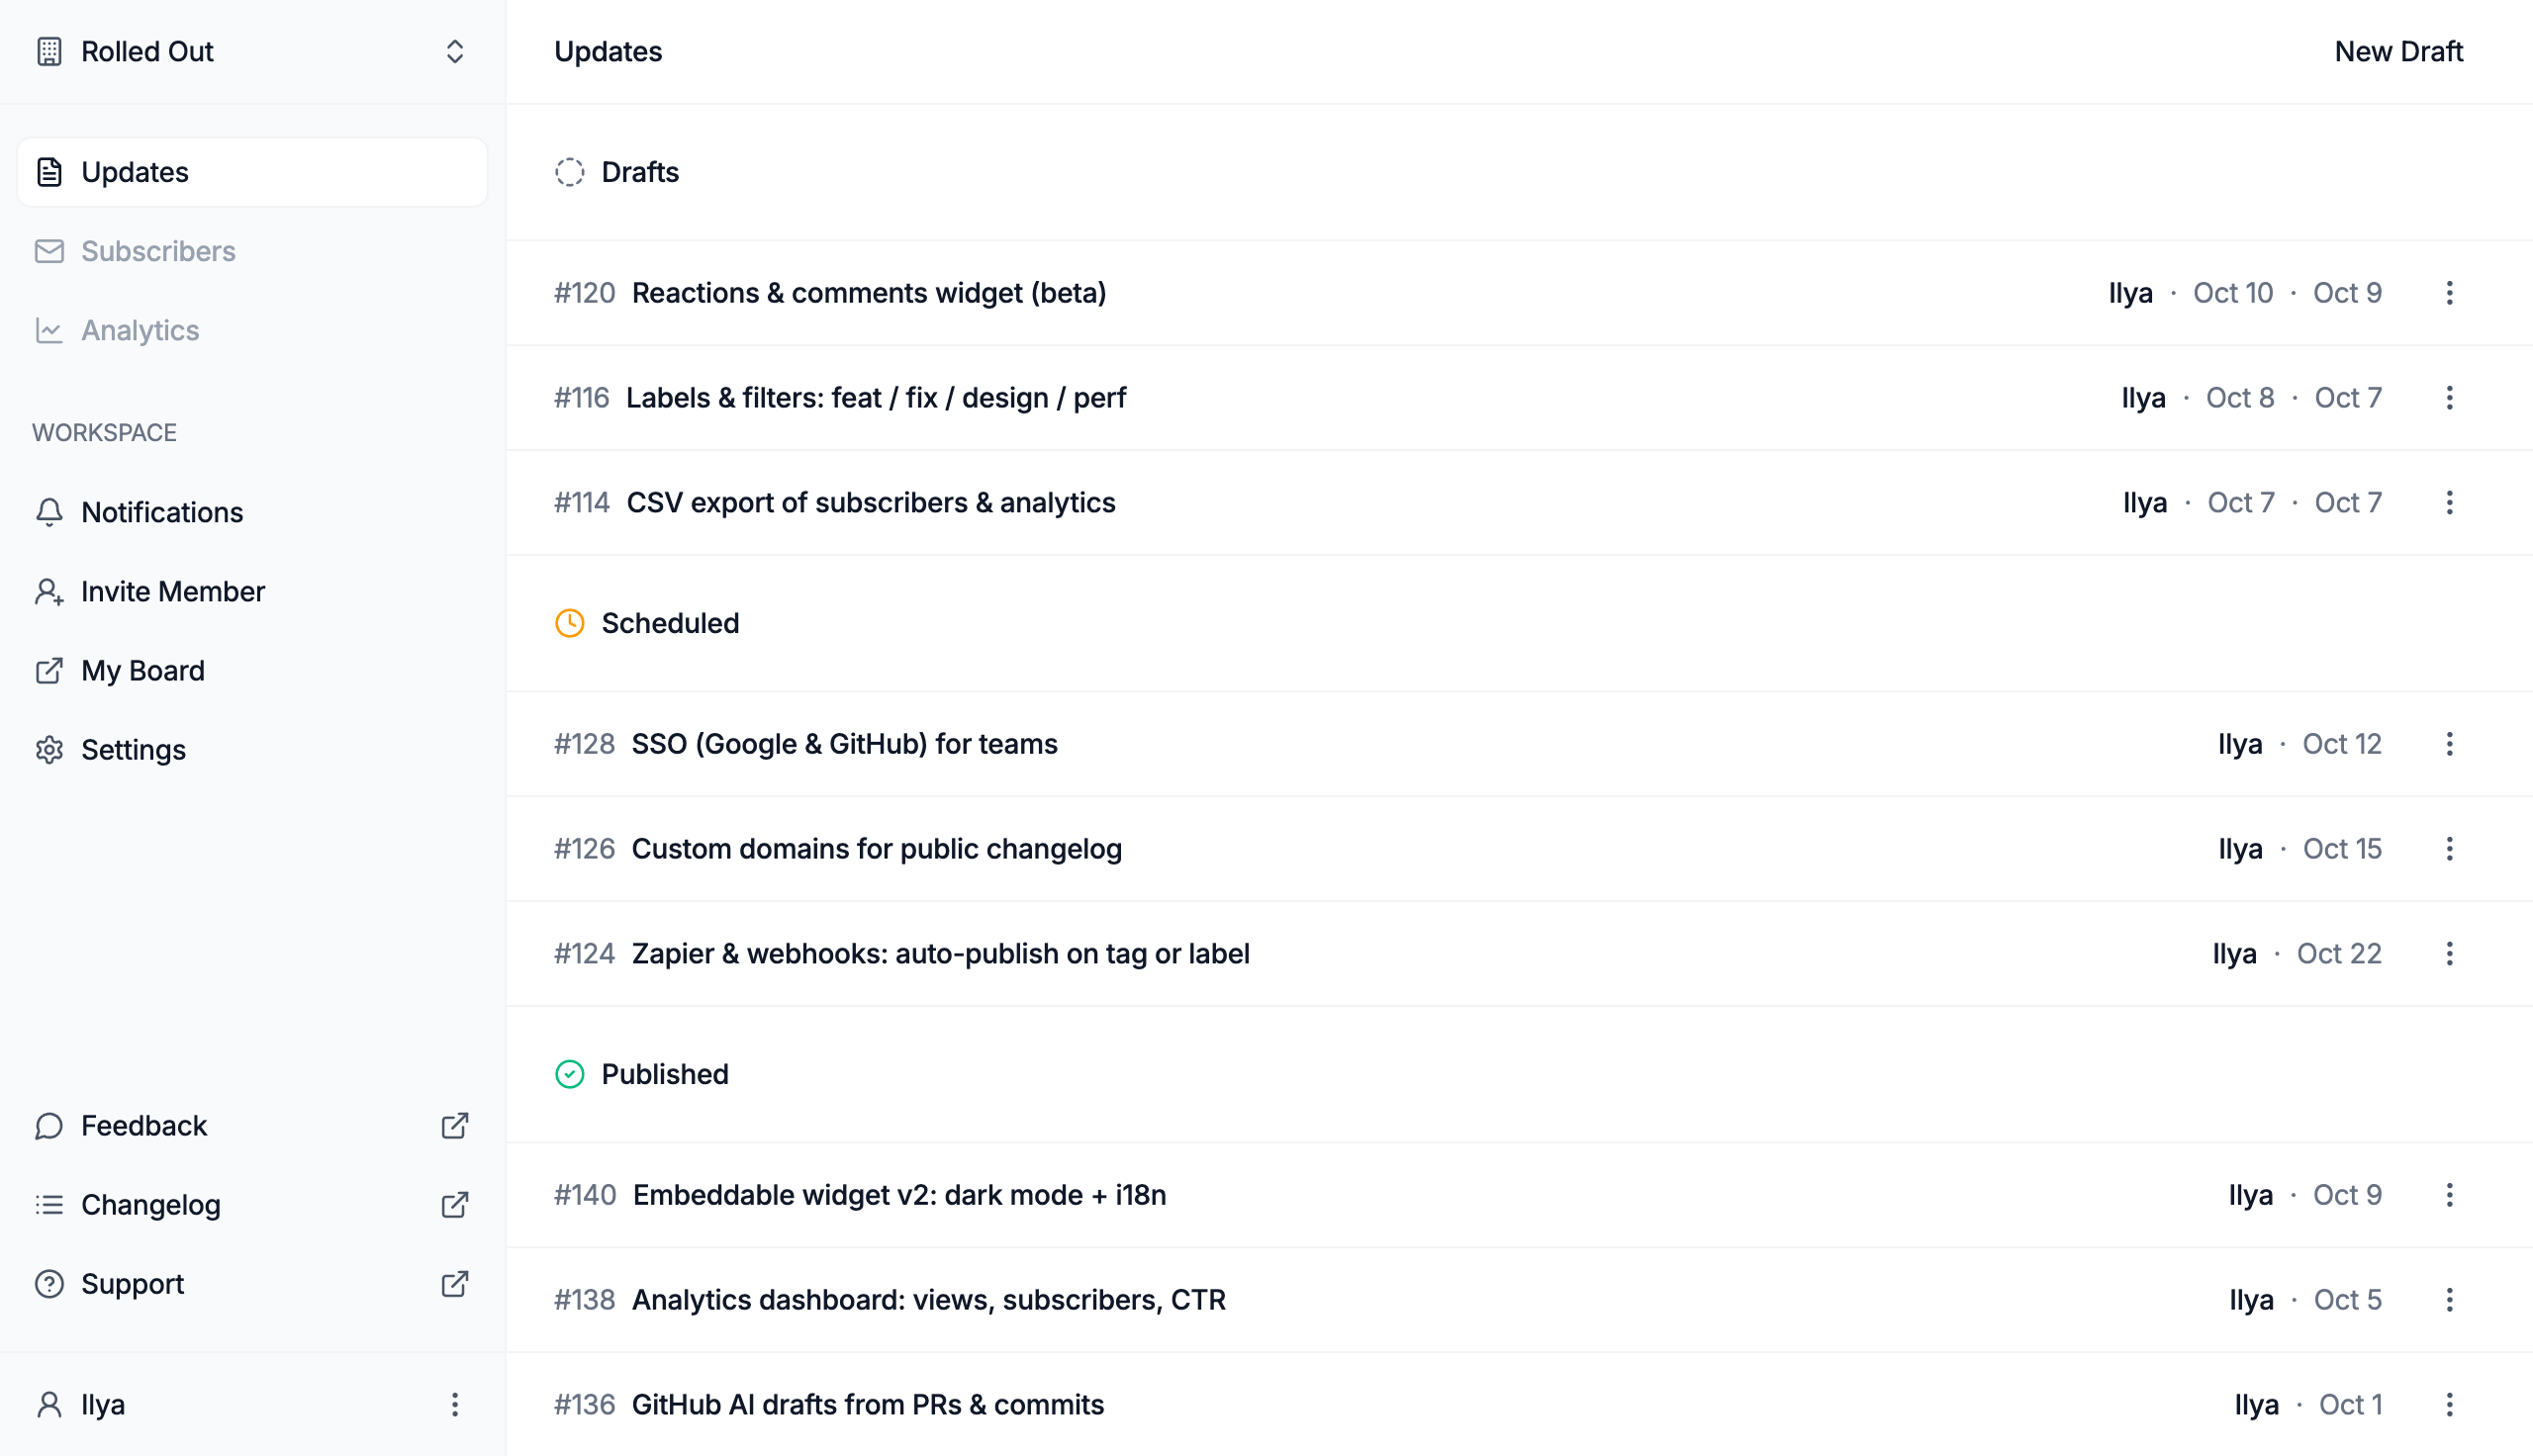 Rolled Out
Updates
Subscribers
Analytics
WORKSPACE
Notifications
Invite Member
My Board
Settings
Feedback
Changelog
Support
Ilya
Updates
New Draft
Drafts
#120 Reactions & comments widget (beta) Ilya · Oct 10 · Oct 9
#116 Labels & filters: feat / fix / design / perf Ilya · Oct 8 · Oct 7
#114 CSV export of subscribers & analytics Ilya · Oct 7 · Oct 7
Scheduled
#128 SSO (Google & GitHub) for teams Ilya · Oct 12
#126 Custom domains for public changelog Ilya · Oct 15
#124 Zapier & webhooks: auto-publish on tag or label Ilya · Oct 22
Published
#140 Embeddable widget v2: dark mode + i18n Ilya · Oct 9
#138 Analytics dashboard: views, subscribers, CTR Ilya · Oct 5
#136 GitHub AI drafts from PRs & commits Ilya · Oct 1